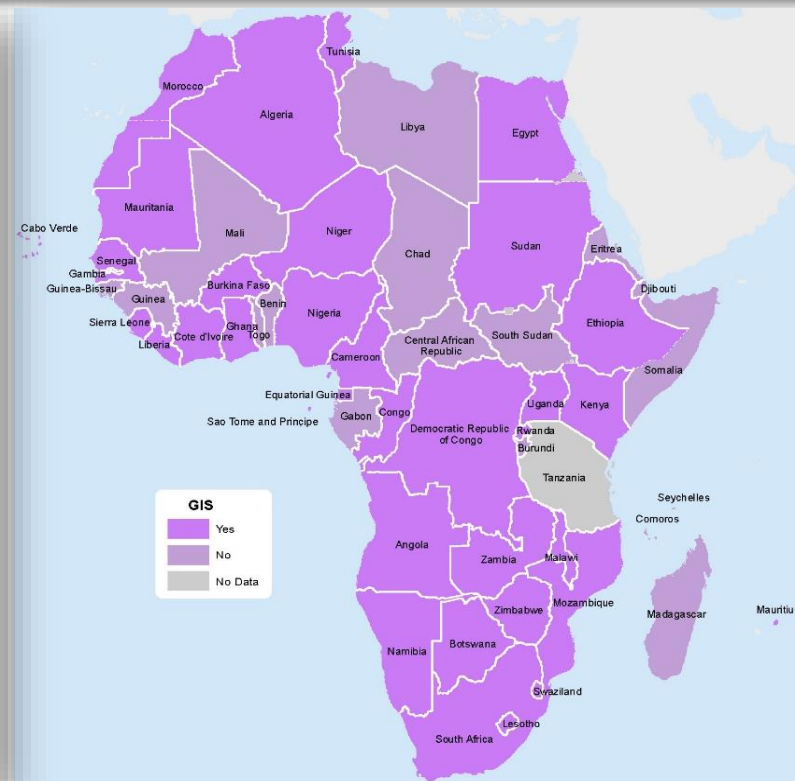 Tunisia
Morocco
Algeria
Libya
Egypt
Mauritania
Mali
Niger
Chad
Sudan
Eritrea
Cabo Verde
Senegal
Gambia
Guinea-Bissau
Guinea
Burkina Faso
Benin
Djibouti
Sierra Leone
Liberia
Cote d'Ivoire
Ghana
Togo
Nigeria
Ethiopia
Central African
Republic
South Sudan
Somalia
Cameroon
Equatorial Guinea
Sao Tome and Principe
Gabon
Congo
Democratic Republic
of Congo
Uganda
Kenya
Rwanda
Burundi
Tanzania
Seychelles
Comoros
GIS
Yes
No
No Data
Angola
Zambia
Malawi
Mozambique
Zimbabwe
Madagascar
Mauritiu
Namibia
Botswana
Swaziland
Lesotho
South Africa